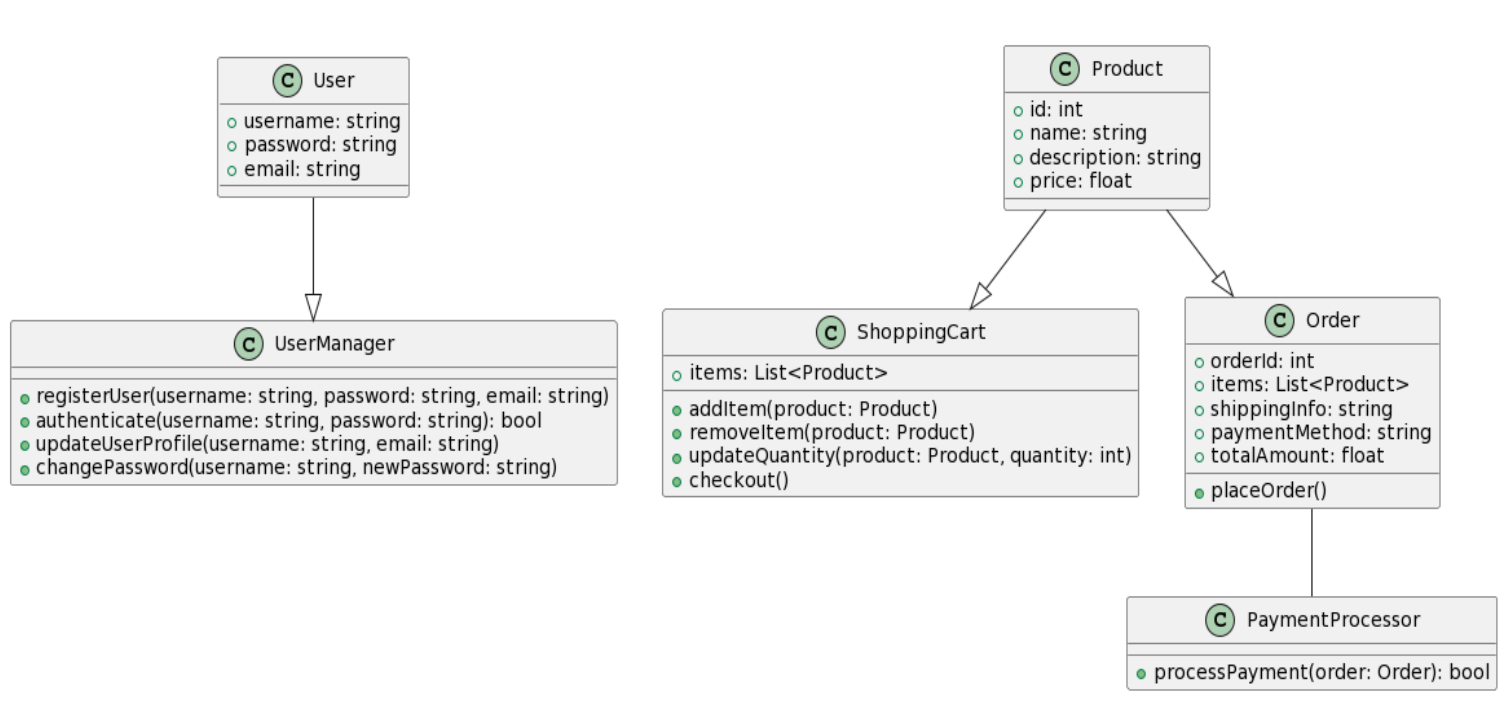 C User
username: string
password: string
email: string
C UserManager
registerUser(username: string, password: string, email: string)
authenticate(username: string, password: string): bool
updateUserProfile(username: string, email: string)
changePassword(username: string, newPassword: string)
C Product
id: int
name: string
description: string
price: float
C ShoppingCart
items: List<Product>
addItem(product: Product)
removeItem(product: Product)
updateQuantity(product: Product, quantity: int)
checkout()
C Order
orderId: int
items: List<Product>
shippingInfo: string
paymentMethod: string
totalAmount: float
placeOrder()
C PaymentProcessor
processPayment(order: Order): bool